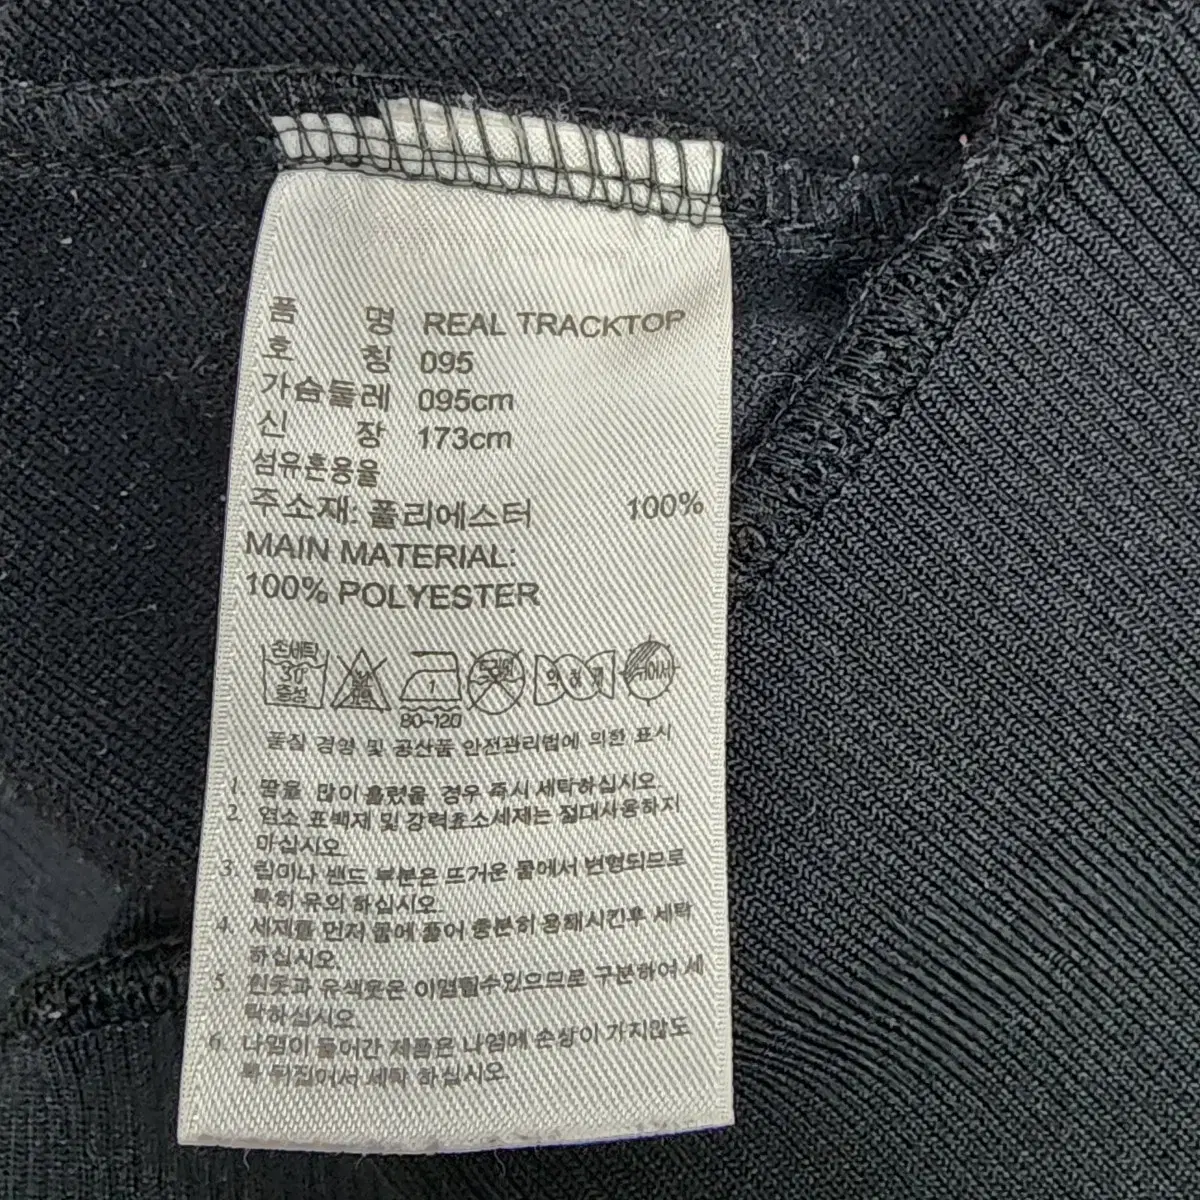 품 명 REAL TRACKTOP
호 칭 095
가슴둘레 095cm
신 장 173cm
섬유혼용율
주소재: 폴리에스터 100%
MAIN MATERIAL:
100% POLYESTER
손세탁 30 중성 1 80~120 드라이 약하게 뉘어서
품질 경영 및 공산품 안전관리법에 의한 표시
1. 땀을 많이 흘렸을 경우 즉시 세탁하십시오.
2. 염소 표백제 및 강력효소세제는 절대사용하지
마십시오.
3. 립이나 밴드 부분은 뜨거운 물에서 변형되므로
특히 유의 하십시오.
4. 세제를 먼저 물에 풀어 충분히 용해시킨후 세탁
하십시오.
5. 흰옷과 유색옷은 이염될수있으므로 구분하여 세
탁하십시오.
6. 나염이 들어간 제품은 나염에 손상이 가지않도
록 뒤집어서 세탁 하십시오.